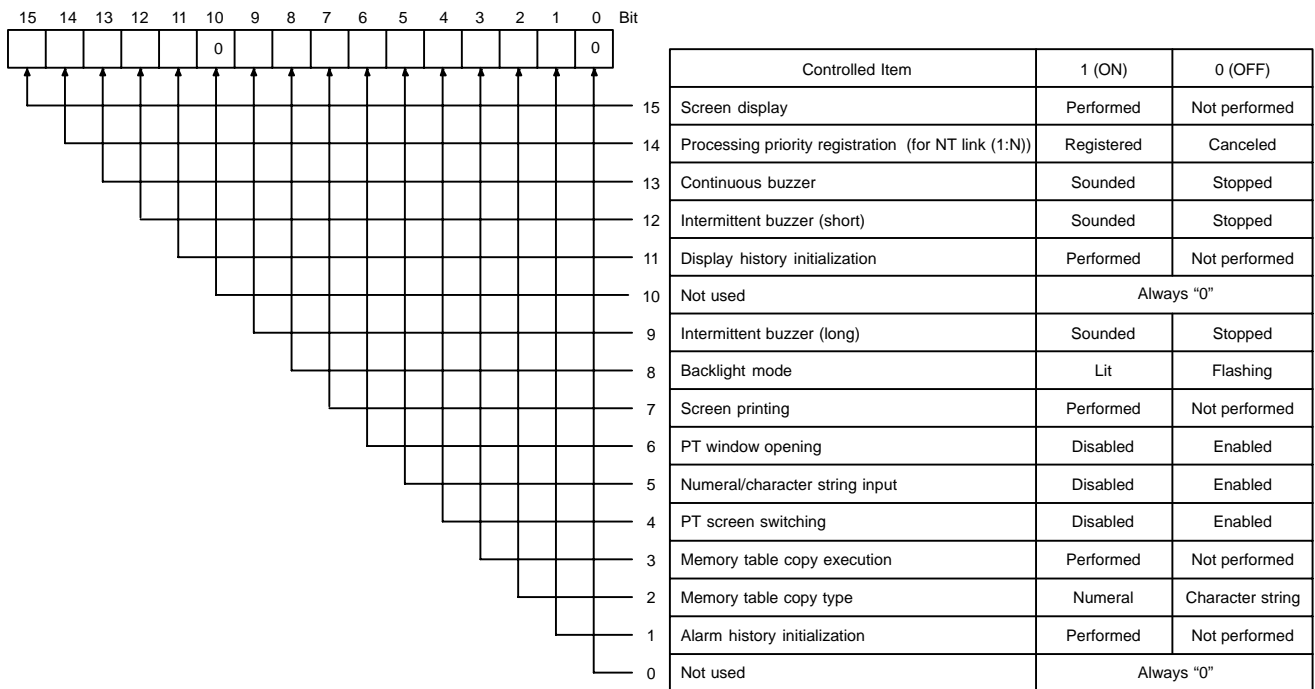 15 14 13 12 11 10 9 8 7 6 5 4 3 2 1 0 Bit
0 0
Controlled Item 1 (ON) 0 (OFF)
15 Screen display Performed Not performed
14 Processing priority registration (for NT link (1:N)) Registered Canceled
13 Continuous buzzer Sounded Stopped
12 Intermittent buzzer (short) Sounded Stopped
11 Display history initialization Performed Not performed
10 Not used Always “0”
9 Intermittent buzzer (long) Sounded Stopped
8 Backlight mode Lit Flashing
7 Screen printing Performed Not performed
6 PT window opening Disabled Enabled
5 Numeral/character string input Disabled Enabled
4 PT screen switching Disabled Enabled
3 Memory table copy execution Performed Not performed
2 Memory table copy type Numeral Character string
1 Alarm history initialization Performed Not performed
0 Not used Always “0”